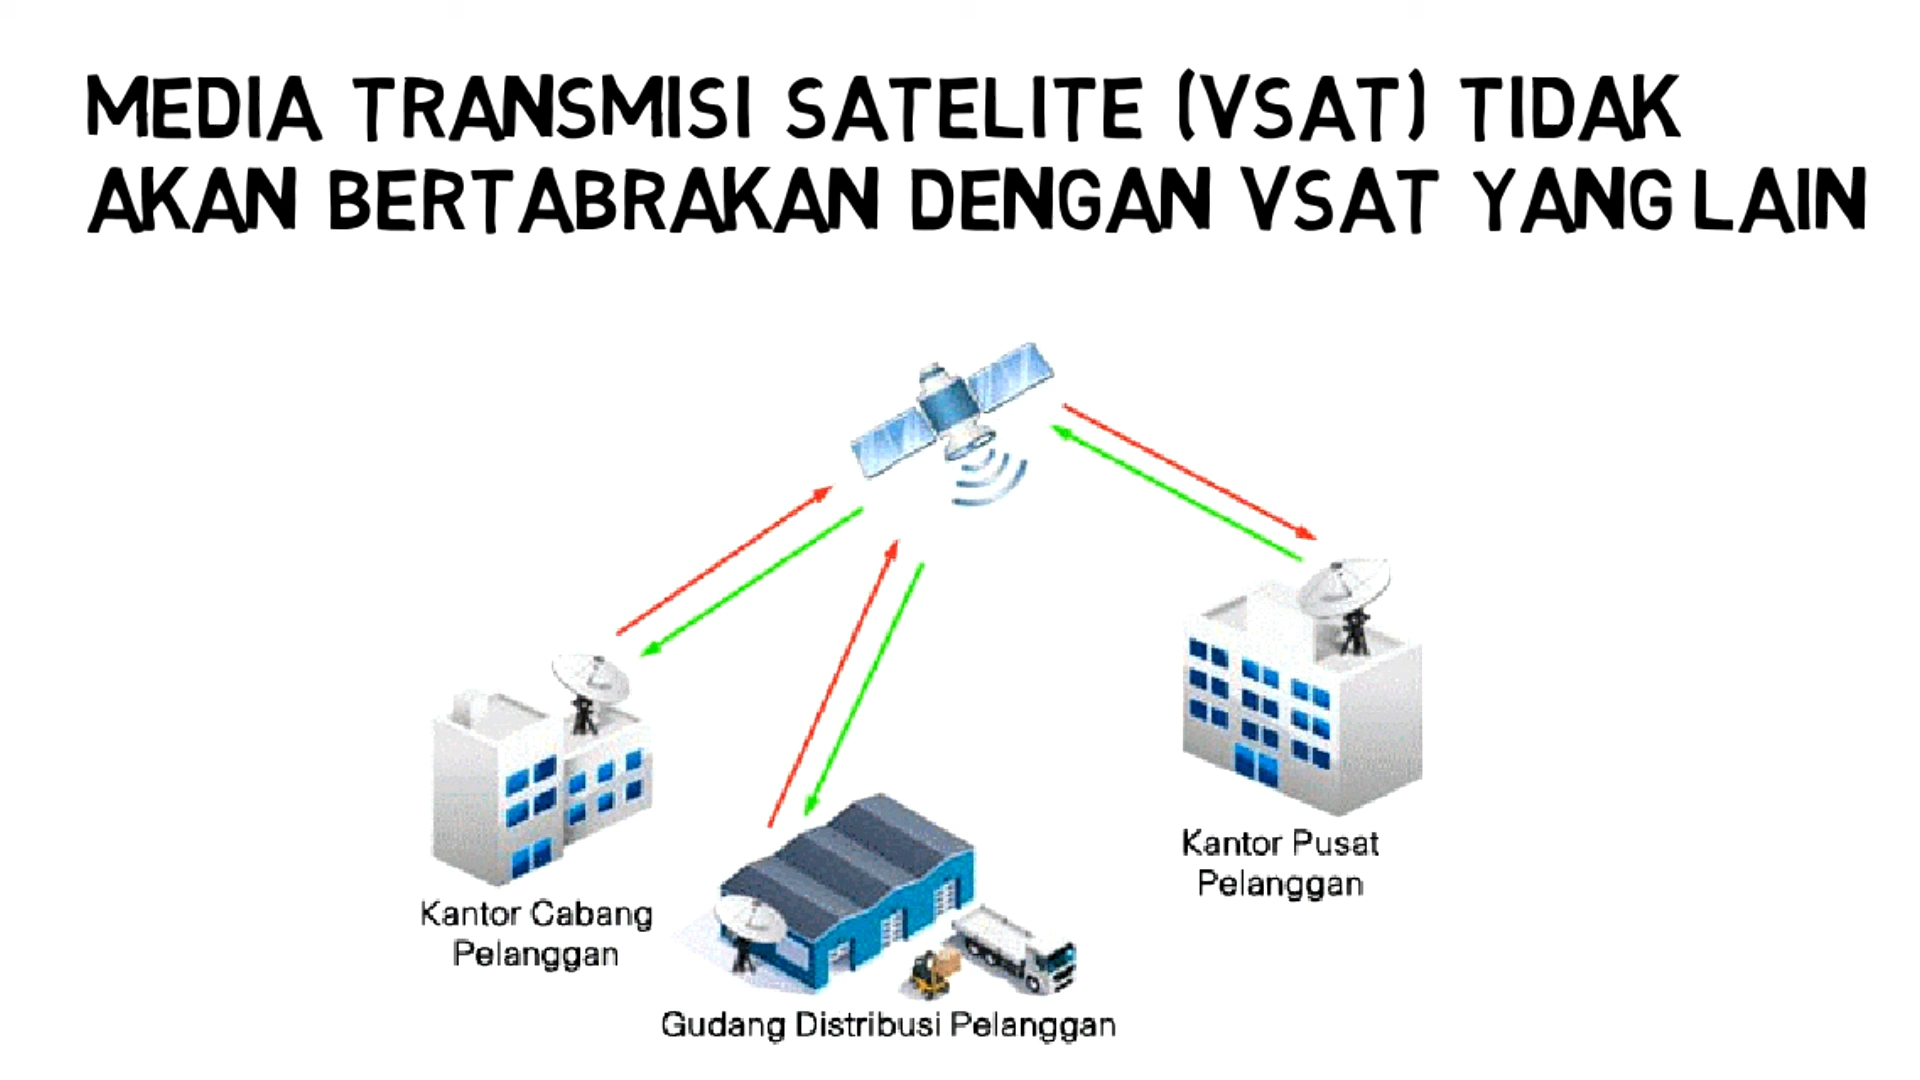 MEDIA TRANSMISI SATELITE (VSAT) TIDAK
AKAN BERTABRAKAN DENGAN VSAT YANG LAIN
Kantor Pusat
Pelanggan
Kantor Cabang
Pelanggan
Gudang Distribusi Pelanggan